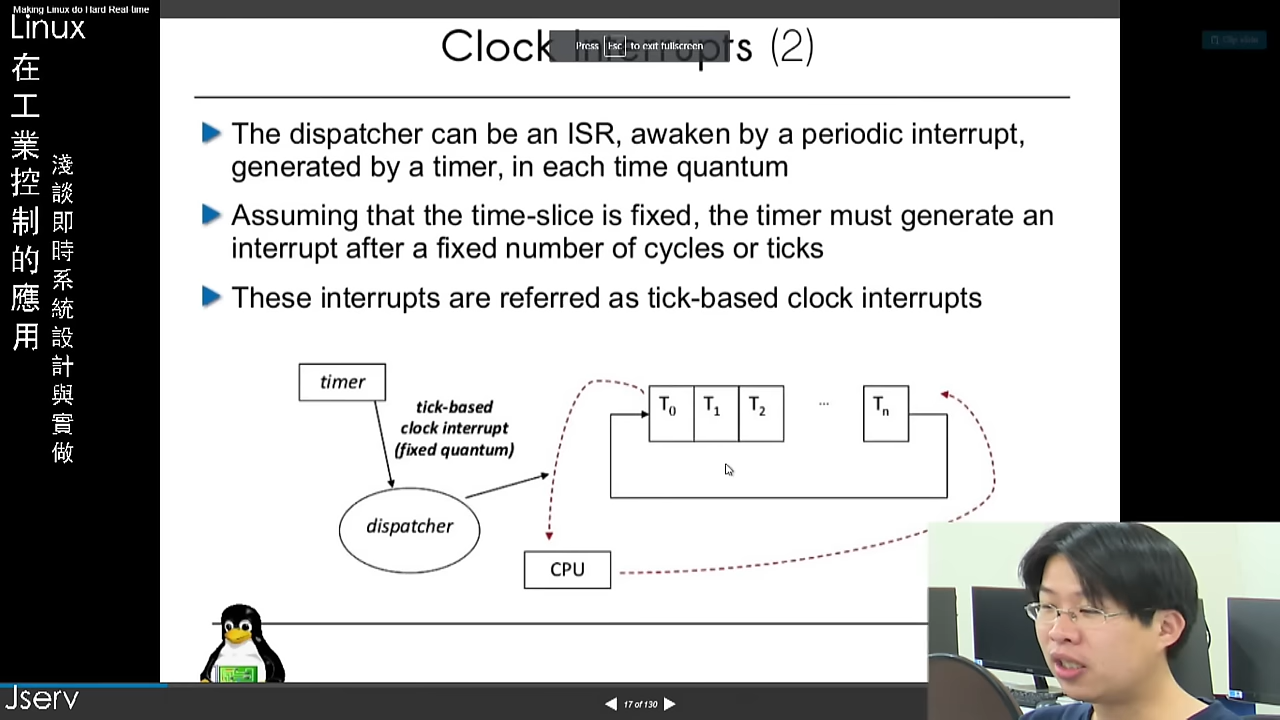 Making Linux do Hard Real-time
Linux
在工業控制的應用
淺談即時系統設計與實做
Clock Interrupts (2)
Press Esc to exit fullscreen
Clip slide
The dispatcher can be an ISR, awaken by a periodic interrupt,
generated by a timer, in each time quantum
Assuming that the time-slice is fixed, the timer must generate an
interrupt after a fixed number of cycles or ticks
These interrupts are referred as tick-based clock interrupts
timer
tick-based
clock interrupt
(fixed quantum)
dispatcher
CPU
T0 T1 T2 ... Tn
Jserv
17 of 130